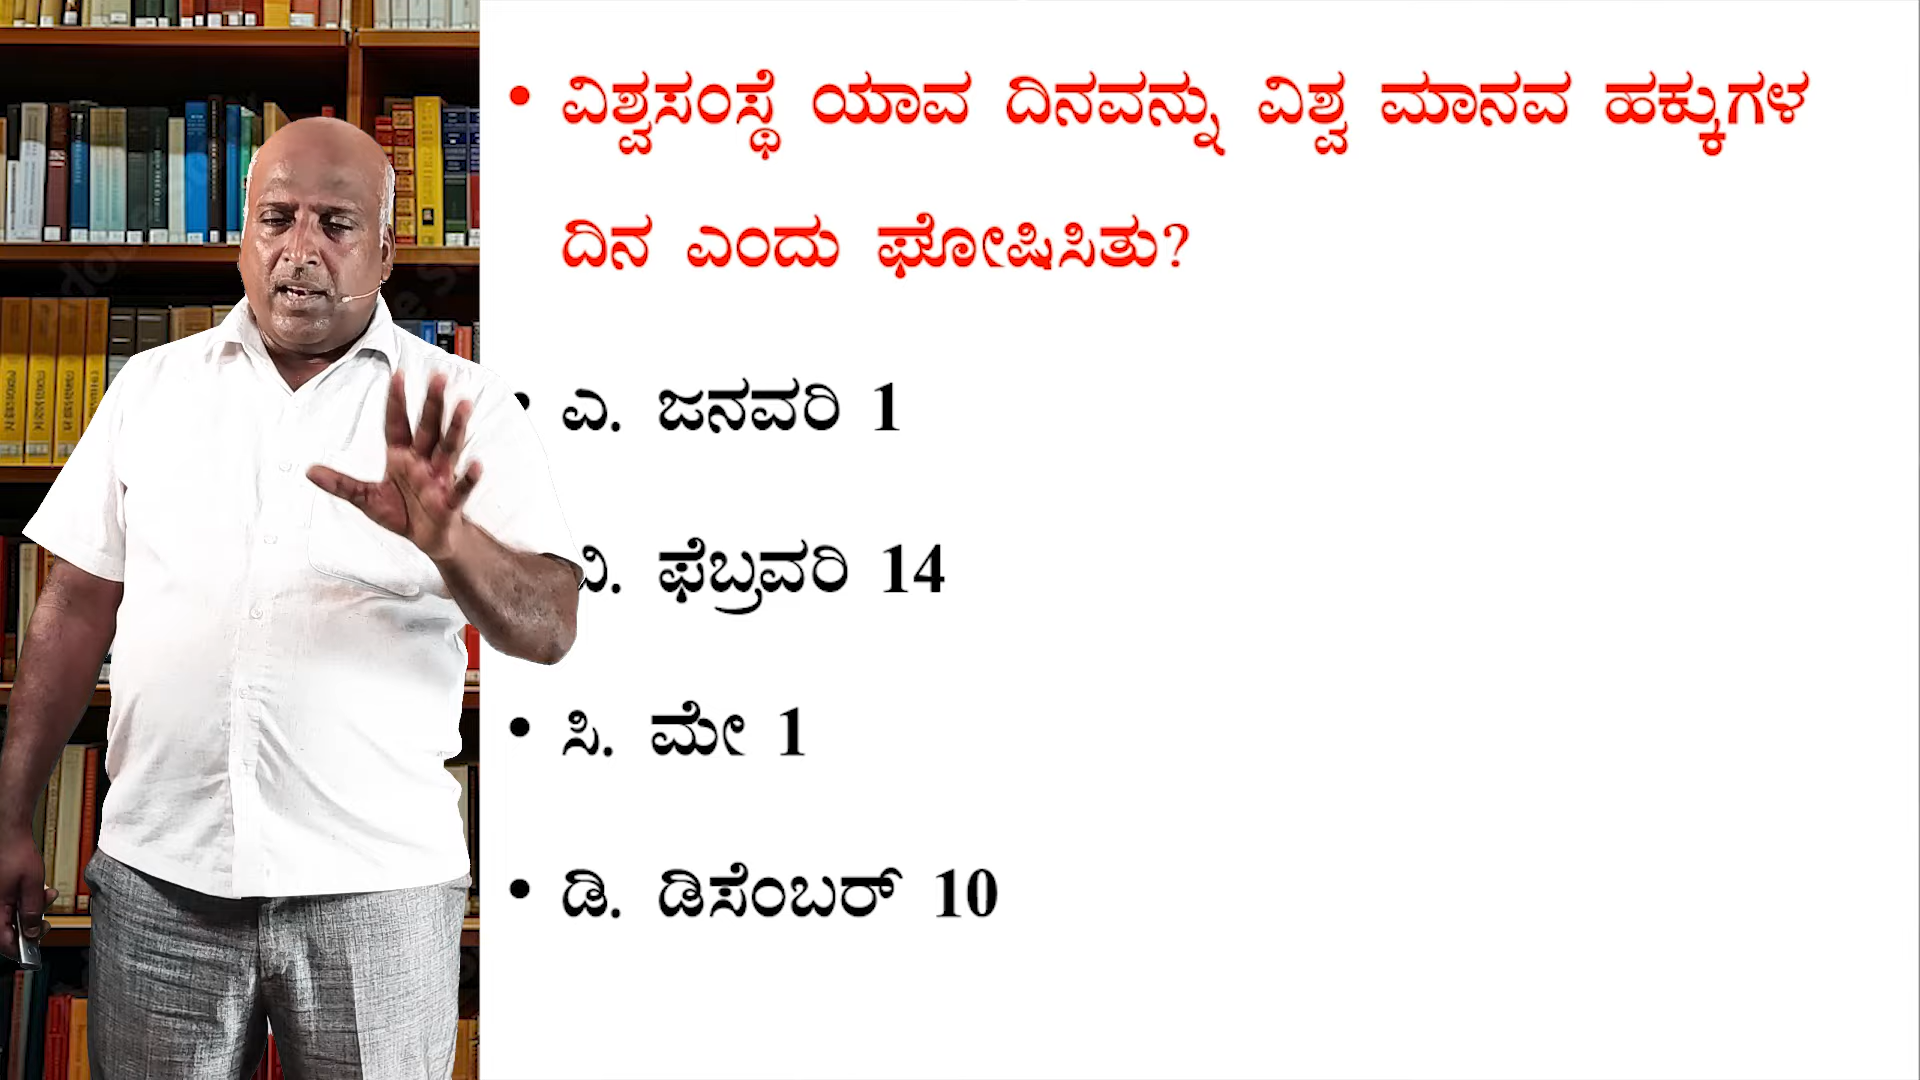 • ವಿಶ್ವಸಂಸ್ಥೆ ಯಾವ ದಿನವನ್ನು ವಿಶ್ವ ಮಾನವ ಹಕ್ಕುಗಳ
ದಿನ ಎಂದು ಘೋಷಿಸಿತು?
• ಎ. ಜನವರಿ 1
ಬಿ. ಫೆಬ್ರವರಿ 14
• ಸಿ. ಮೇ 1
• ಡಿ. ಡಿಸೆಂಬರ್ 10